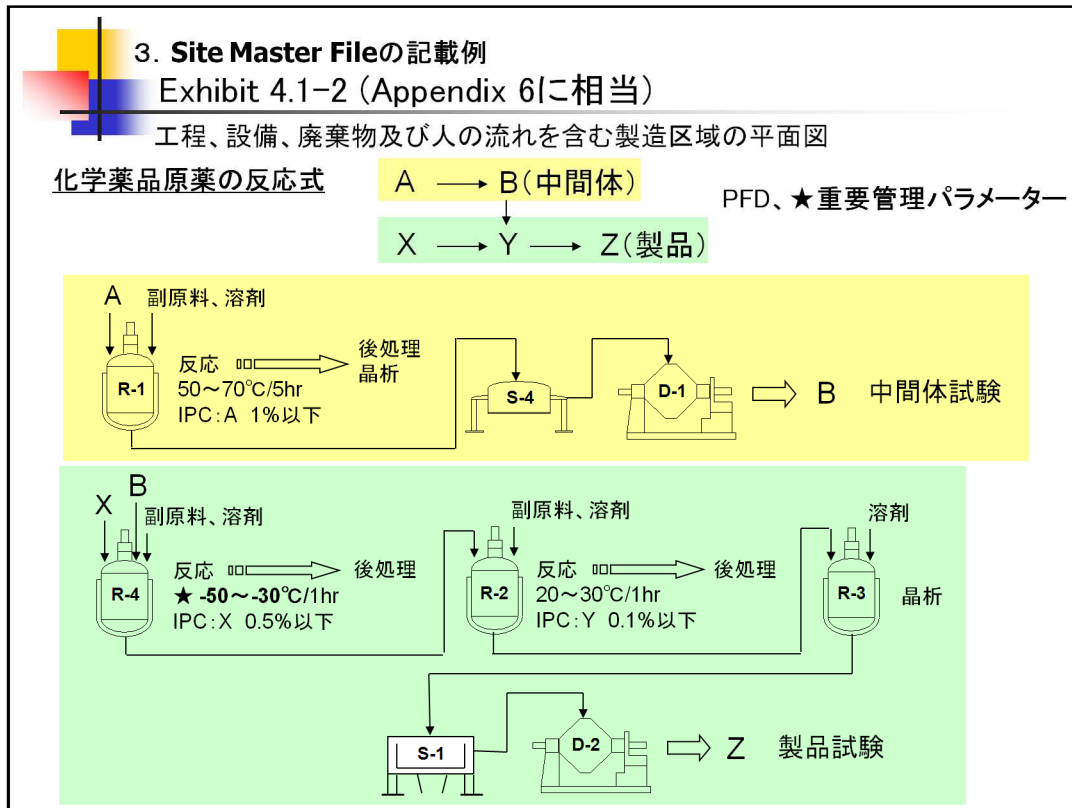 3. Site Master Fileの記載例
Exhibit 4.1-2 (Appendix 6に相当)
工程、設備、廃棄物及び人の流れを含む製造区域の平面図
化学薬品原薬の反応式
A B(中間体)
X Y Z(製品)
PFD、★重要管理パラメーター
A 副原料、溶剤
R-1
反応
50~70℃/5hr
IPC:A 1%以下
後処理
晶析
S-4
D-1
B 中間体試験
X B 副原料、溶剤
R-4
反応
★ -50~-30℃/1hr
IPC:X 0.5%以下
後処理
副原料、溶剤
R-2
反応
20~30℃/1hr
IPC:Y 0.1%以下
後処理
溶剤
R-3
晶析
S-1
D-2
Z 製品試験